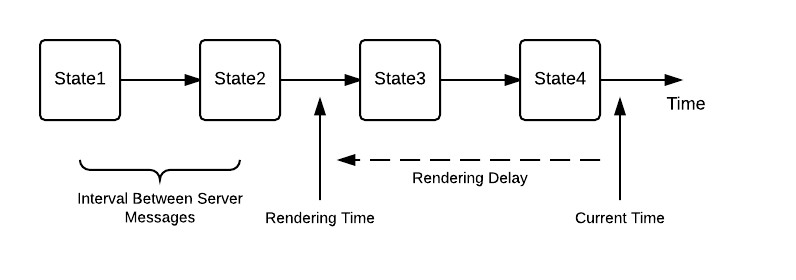 State1
State2
State3
State4
Time
Rendering Delay
Interval Between Server
Messages
Rendering Time
Current Time